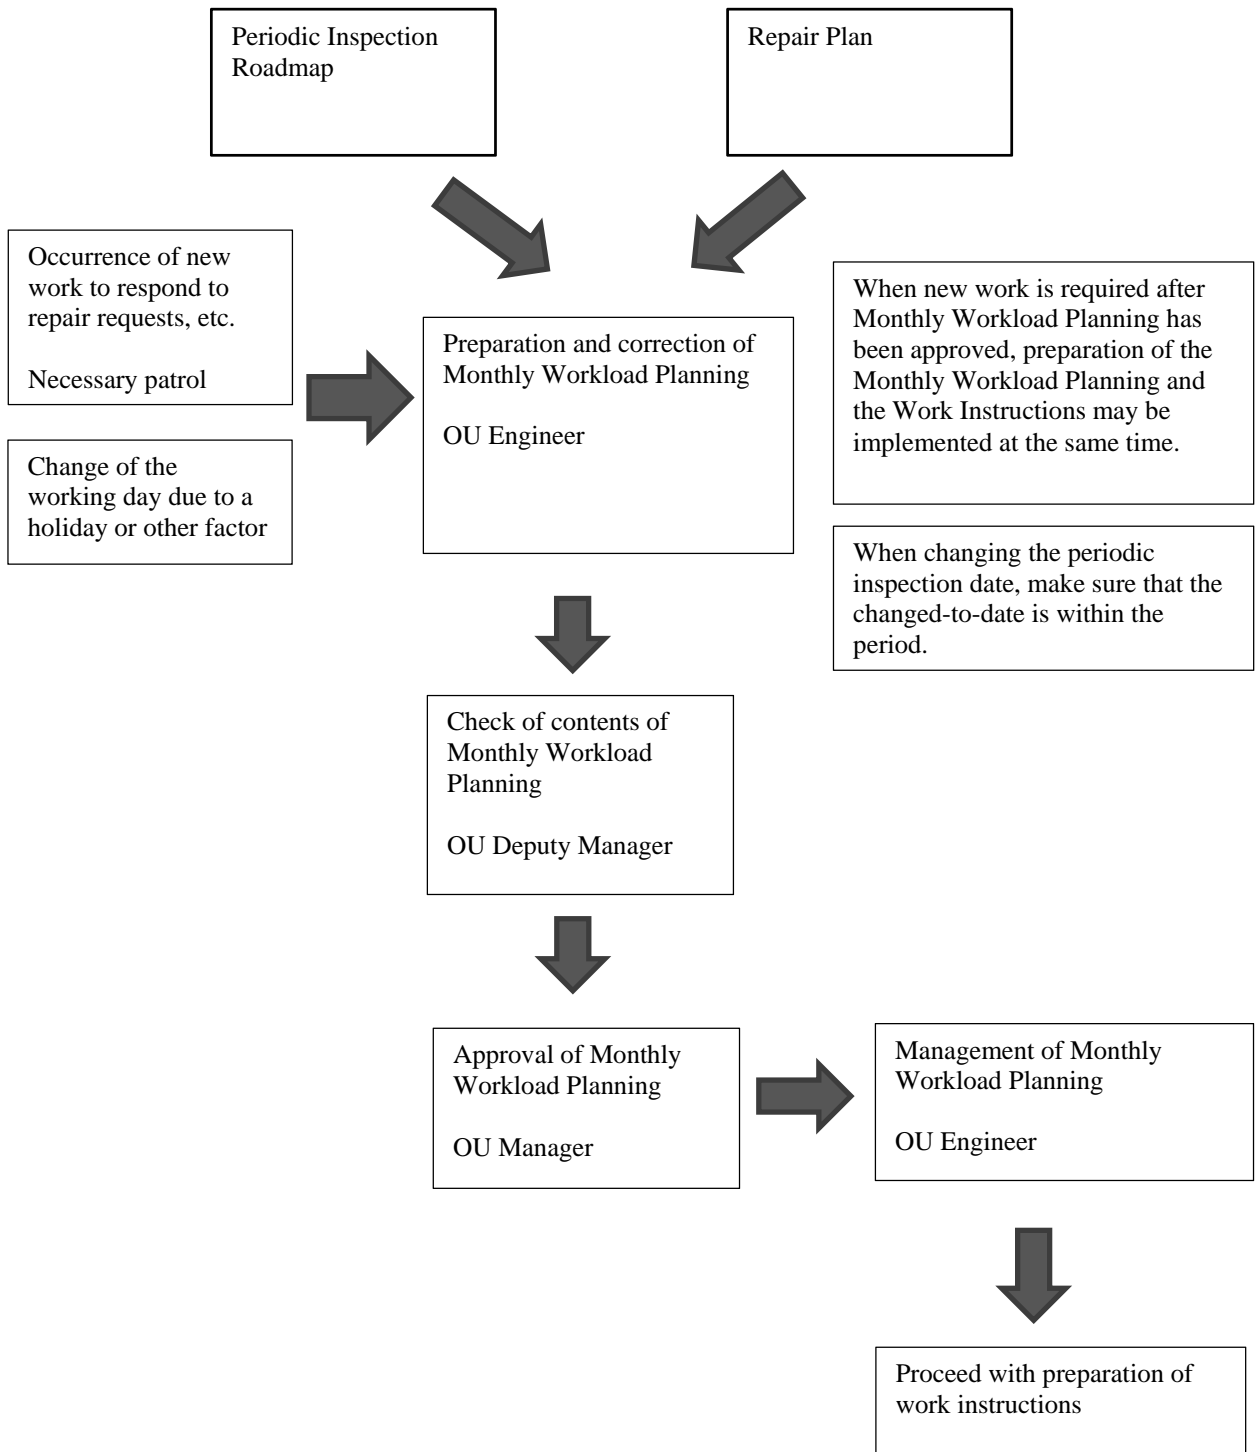 Periodic Inspection
Roadmap
Repair Plan
Occurrence of new
work to respond to
repair requests, etc.
Necessary patrol
Change of the
working day due to a
holiday or other factor
Preparation and correction of
Monthly Workload Planning
OU Engineer
When new work is required after
Monthly Workload Planning has
been approved, preparation of the
Monthly Workload Planning and
the Work Instructions may be
implemented at the same time.
When changing the periodic
inspection date, make sure that the
changed-to-date is within the
period.
Check of contents of
Monthly Workload
Planning
OU Deputy Manager
Approval of Monthly
Workload Planning
OU Manager
Management of Monthly
Workload Planning
OU Engineer
Proceed with preparation of
work instructions